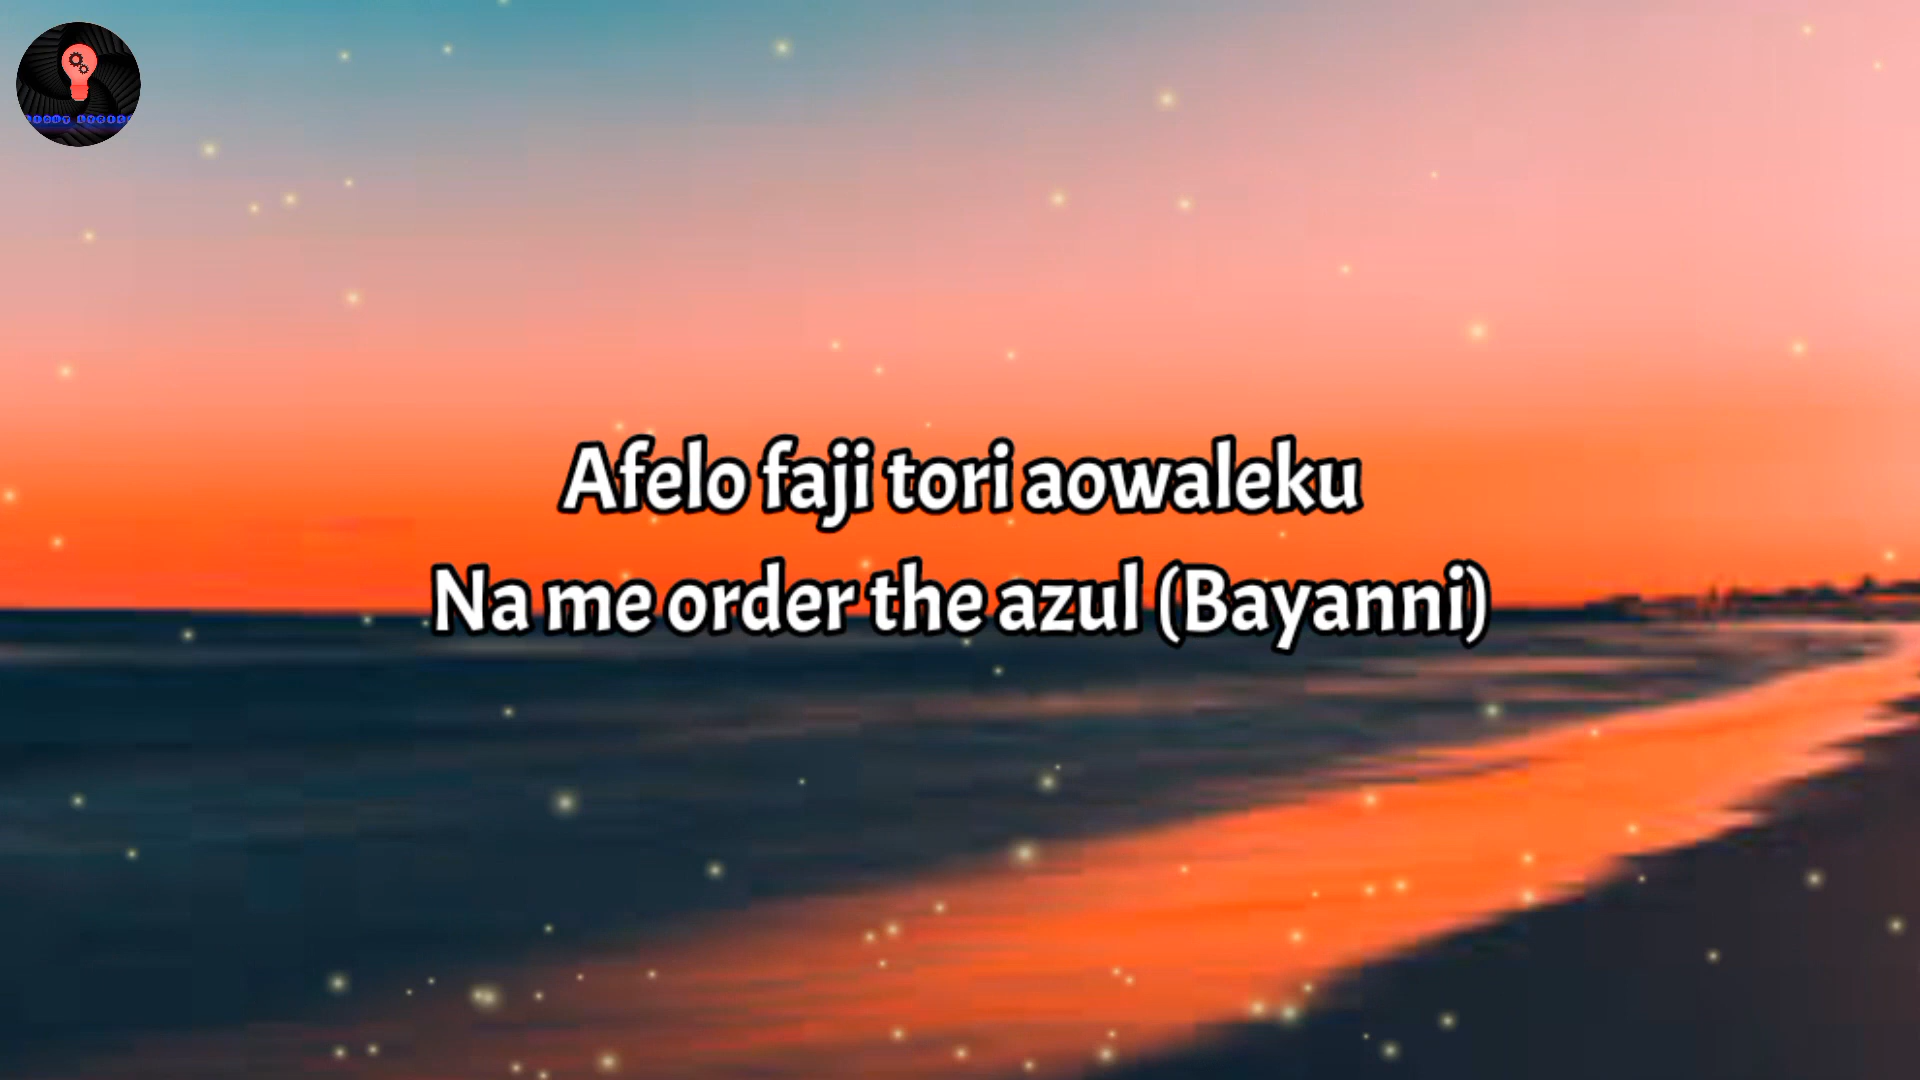 Afelo faji tori aowaleku
Na me order the azul (Bayanni)